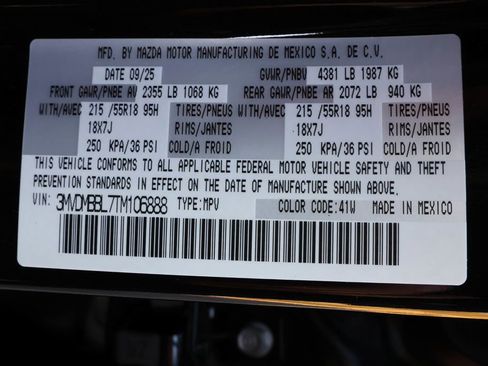 MFD. BY MAZDA MOTOR MANUFACTURING DE MEXICO S.A. DE C.V.
DATE 09/25 GVWR/PNBV 4381 LB 1987 KG
FRONT GAWR/PNBE AV 2355 LB 1068 KG REAR GAWR/PNBE AR 2072 LB 940 KG
WITH/AVEC 215 /55R18 95H TIRES/PNEUS WITH/AVEC 215 /55R18 95H TIRES/PNEUS
18X7J RIMS/JANTES 18X7J RIMS/JANTES
250 KPA/36 PSI COLD/A FROID 250 KPA/36 PSI COLD/A FROID
THIS VEHICLE CONFORMS TO ALL APPLICABLE FEDERAL MOTOR VEHICLE SAFETY AND THEFT
PREVENTION STANDARDS IN EFFECT ON THE DATE OF MANUFACTURE SHOWN ABOVE.
VIN: 3MVDMBBL7TM106888 TYPE:MPV COLOR CODE:41W MADE IN MEXICO